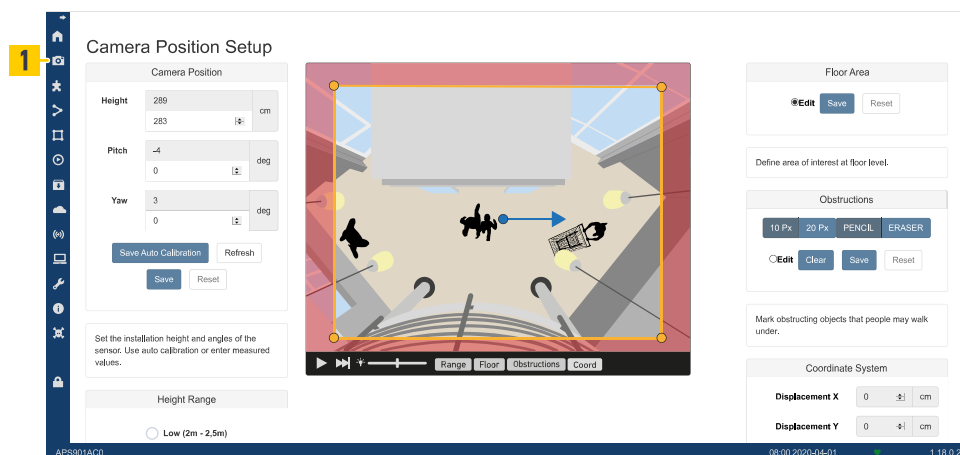 1
Camera Position Setup
Camera Position
Height
289
283
cm
Pitch
-4
0
deg
Yaw
3
0
deg
Save Auto Calibration
Refresh
Save
Reset
Set the installation height and angles of the
sensor. Use auto calibration or enter measured
values.
Height Range
Low (2m - 2,5m)
Range
Floor
Obstructions
Coord
Floor Area
Edit
Save
Reset
Define area of interest at floor level.
Obstructions
10 Px
20 Px
PENCIL
ERASER
Edit
Clear
Save
Reset
Mark obstructing objects that people may walk
under.
Coordinate System
Displacement X
0
cm
Displacement Y
0
cm
APS901AC0
08:00 2020-04-01
1.18.0.2